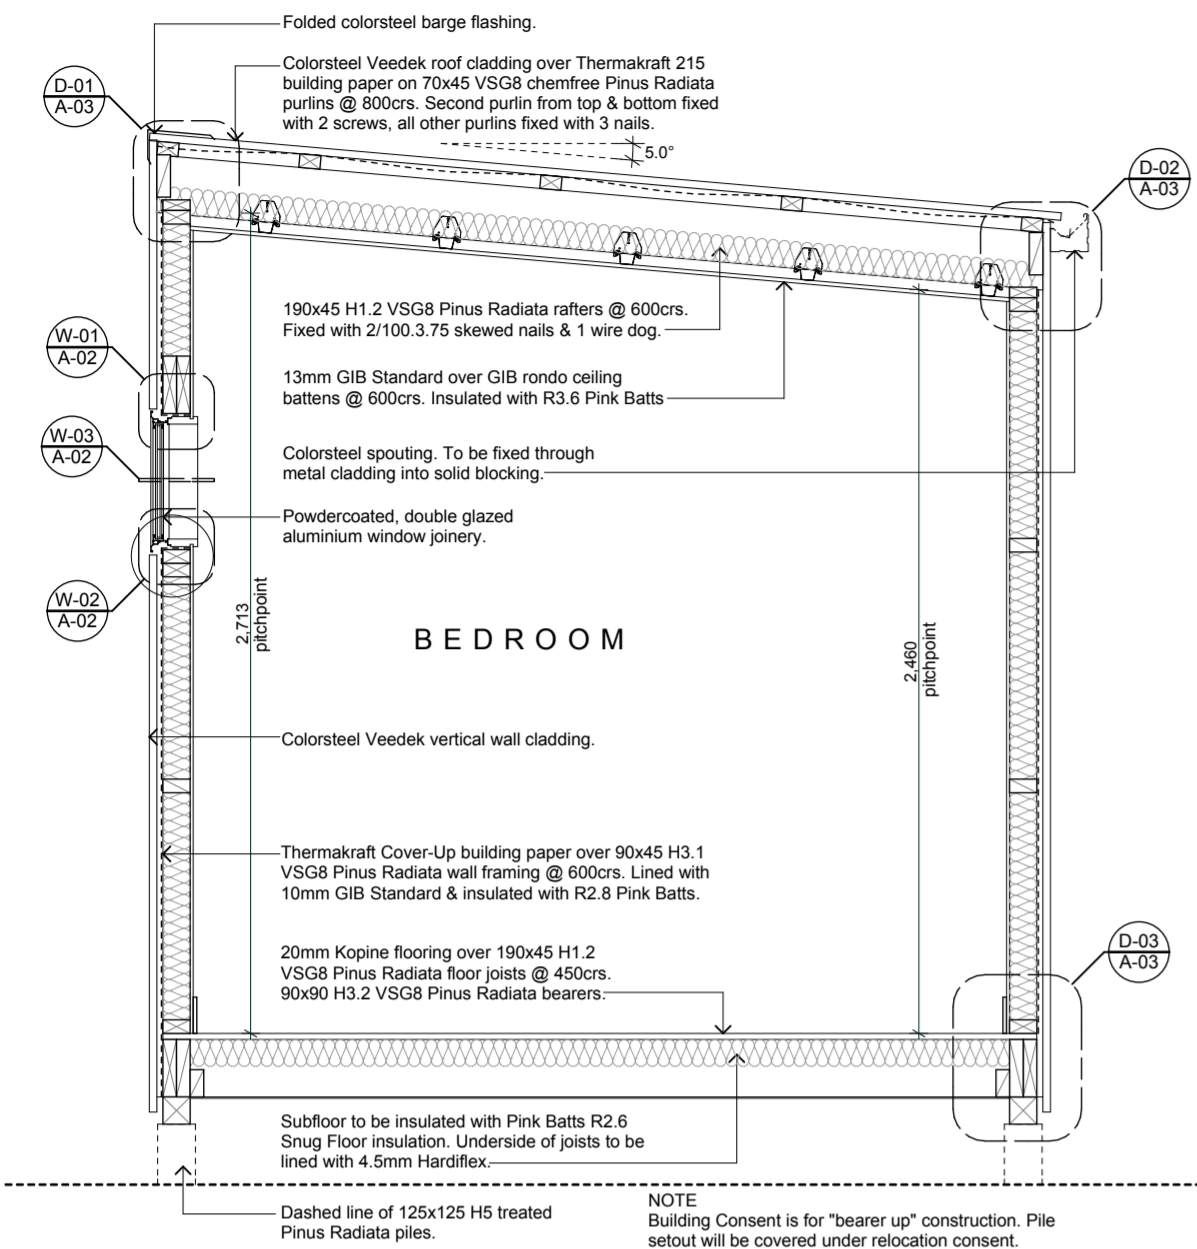 Folded colorsteel barge flashing.
Colorsteel Veedek roof cladding over Thermakraft 215
building paper on 70x45 VSG8 chemfree Pinus Radiata
purlins @ 800crs. Second purlin from top & bottom fixed
with 2 screws, all other purlins fixed with 3 nails.
D-01
A-03
5.0°
D-02
A-03
190x45 H1.2 VSG8 Pinus Radiata rafters @ 600crs.
Fixed with 2/100.3.75 skewed nails & 1 wire dog.
W-01
A-02
13mm GIB Standard over GIB rondo ceiling
battens @ 600crs. Insulated with R3.6 Pink Batts
W-03
A-02
Colorsteel spouting. To be fixed through
metal cladding into solid blocking.
Powdercoated, double glazed
aluminium window joinery.
W-02
A-02
2,713
pitchpoint
BEDROOM
2,460
pitchpoint
Colorsteel Veedek vertical wall cladding.
Thermakraft Cover-Up building paper over 90x45 H3.1
VSG8 Pinus Radiata wall framing @ 600crs. Lined with
10mm GIB Standard & insulated with R2.8 Pink Batts.
20mm Kopine flooring over 190x45 H1.2
VSG8 Pinus Radiata floor joists @ 450crs.
90x90 H3.2 VSG8 Pinus Radiata bearers.
D-03
A-03
Subfloor to be insulated with Pink Batts R2.6
Snug Floor insulation. Underside of joists to be
lined with 4.5mm Hardiflex.
Dashed line of 125x125 H5 treated
Pinus Radiata piles.
NOTE
Building Consent is for "bearer up" construction. Pile
setout will be covered under relocation consent.